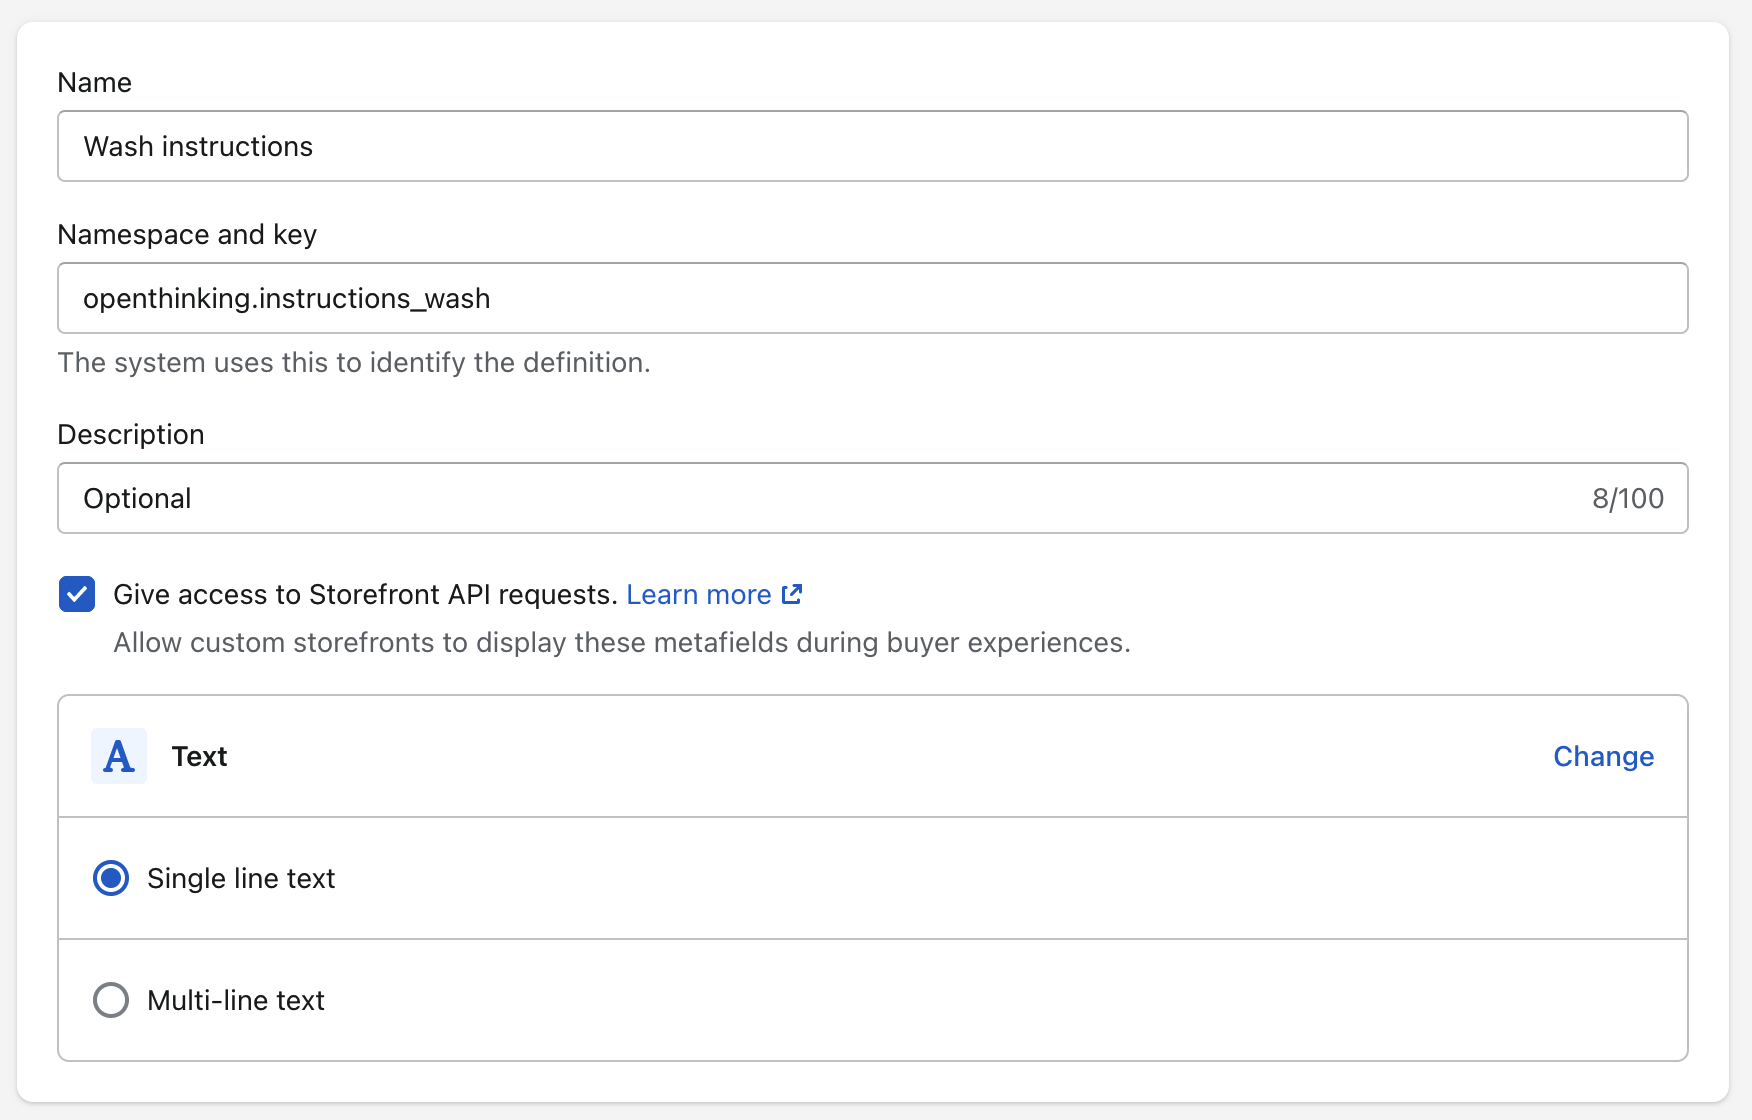 Name
Wash instructions
Namespace and key
openthinking.instructions_wash
The system uses this to identify the definition.
Description
Optional 8/100
Give access to Storefront API requests. Learn more
Allow custom storefronts to display these metafields during buyer experiences.
A Text Change
Single line text
Multi-line text